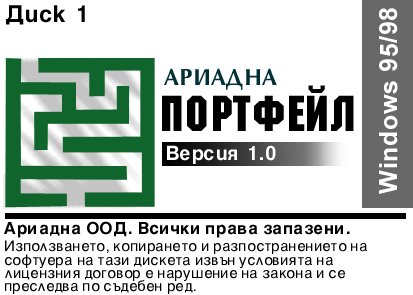 Диск 1
Windows 95/98
АРИАДНА
ПОРТФЕЙЛ
Версия 1.0
Ариадна ООД. Всички права запазени.
Използването, копирането и разпостранението на
софтуера на тази дискета извън условията на
лицензния договор е нарушение на закона и се
преследва по съдебен ред.